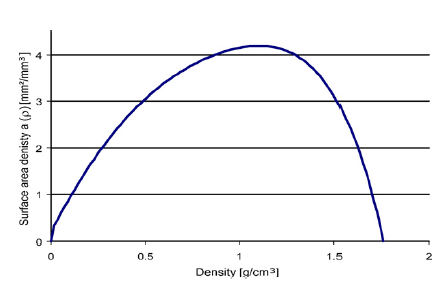 Surface area denisty a (ρ) [mm²/mm³]
4
3
2
1
0
0 0.5 1 1.5 2
Density [g/cm³]